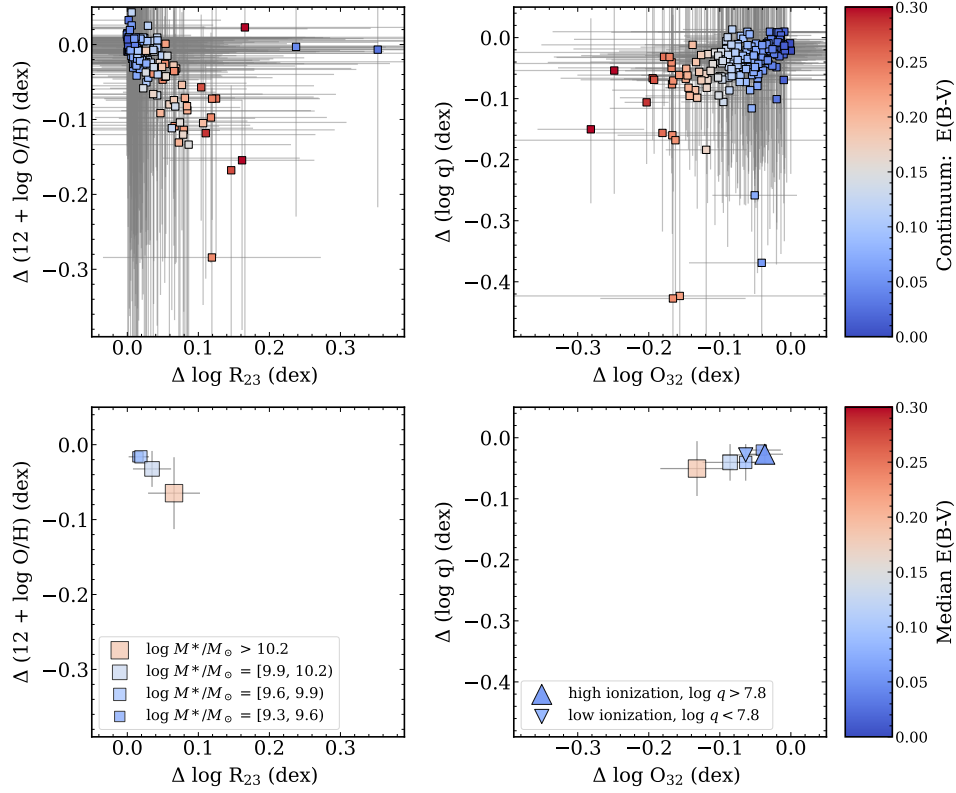 0.0
−0.1
−0.2
−0.3
Δ (12 + log O/H) (dex)
0.0 0.1 0.2 0.3
Δ log R₂₃ (dex)
0.0
−0.1
−0.2
−0.3
−0.4
Δ (log q) (dex)
−0.3 −0.2 −0.1 0.0
Δ log O₃₂ (dex)
0.30
0.25
0.20
0.15
0.10
0.05
0.00
Continuum: E(B-V)
0.0
−0.1
−0.2
−0.3
Δ (12 + log O/H) (dex)
log M*/M☉ > 10.2
log M*/M☉ = [9.9, 10.2)
log M*/M☉ = [9.6, 9.9)
log M*/M☉ = [9.3, 9.6)
0.0 0.1 0.2 0.3
Δ log R₂₃ (dex)
0.0
−0.1
−0.2
−0.3
−0.4
Δ (log q) (dex)
high ionization, log q > 7.8
low ionization, log q < 7.8
−0.3 −0.2 −0.1 0.0
Δ log O₃₂ (dex)
0.30
0.25
0.20
0.15
0.10
0.05
0.00
Median E(B-V)